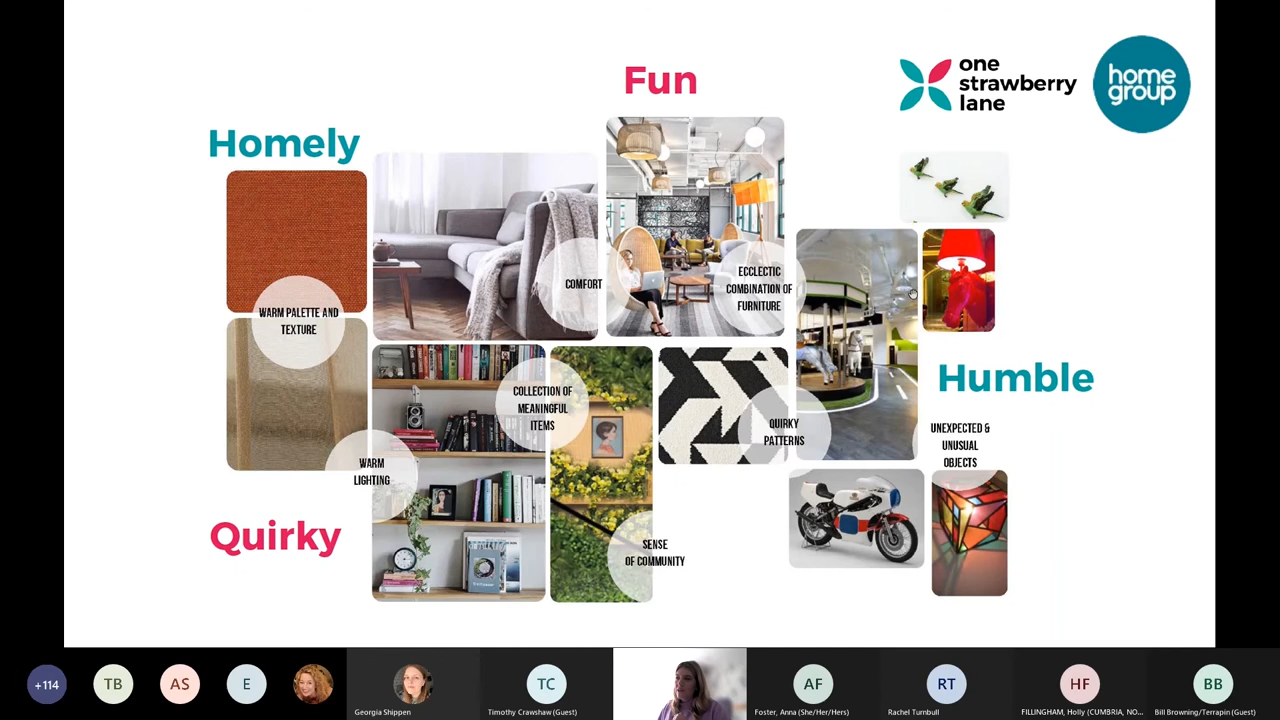 Fun
one
strawberry
lane
home
group
Homely
COMFORT
ECCLECTIC
COMBINATION OF
FURNITURE
WARM PALETTE AND
TEXTURE
Humble
COLLECTION OF
MEANINGFUL
ITEMS
QUIRKY
PATTERNS
UNEXPECTED &
UNUSUAL
OBJECTS
WARM
LIGHTING
Quirky
SENSE
OF COMMUNITY
+114
TB
AS
E
TC
AF
RT
HF
BB
Georgia Shippen
Timothy Crawshaw (Guest)
Foster, Anna (She/Her/Hers)
Rachel Turnbull
FILLINGHAM, Holly (CUMBRIA, NO...
Bill Browning/Terrapin (Guest)